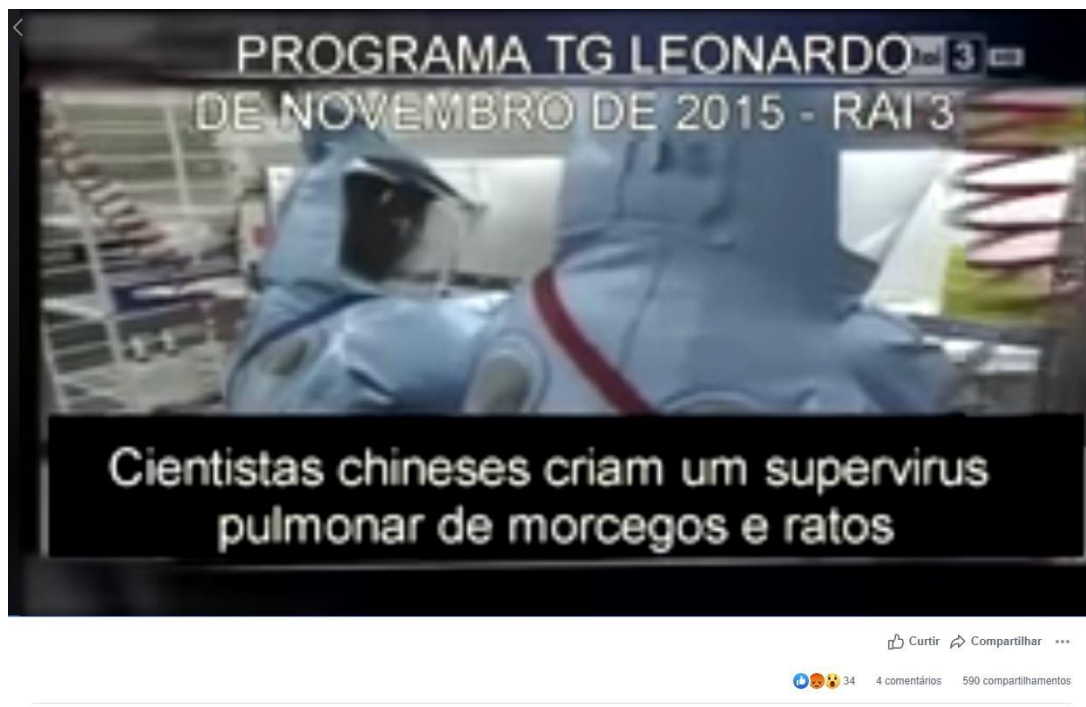 PROGRAMA TG LEONARDO
3
DE NOVEMBRO DE 2015 - RAI 3
Cientistas chineses criam um supervirus
pulmonar de morcegos e ratos
Curtir Compartilhar
34 4 comentários 590 compartilhamentos